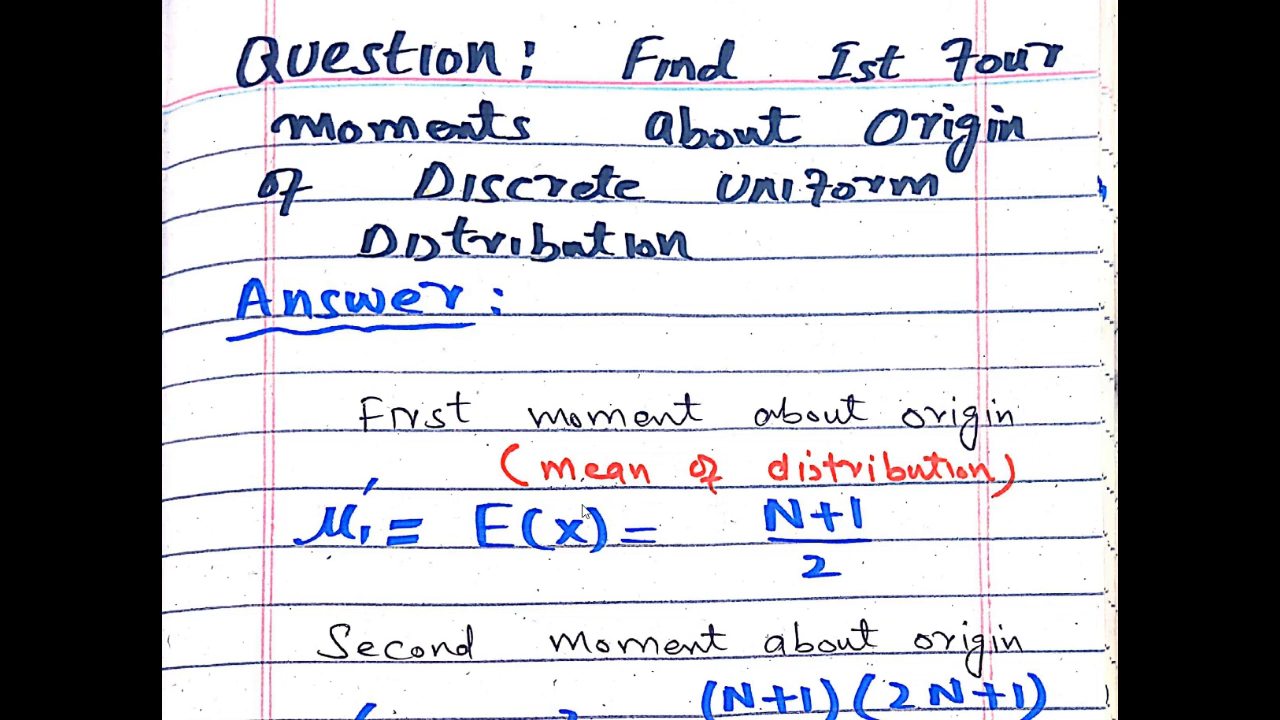 Question: Find Ist Four
moments about Origin
of Discrete Uniform
Distribution
Answer:
First moment about origin
(mean of distribution)
μ₁′ = E(x) = N+1
2
Second moment about origin
(N+1)(2N+1)